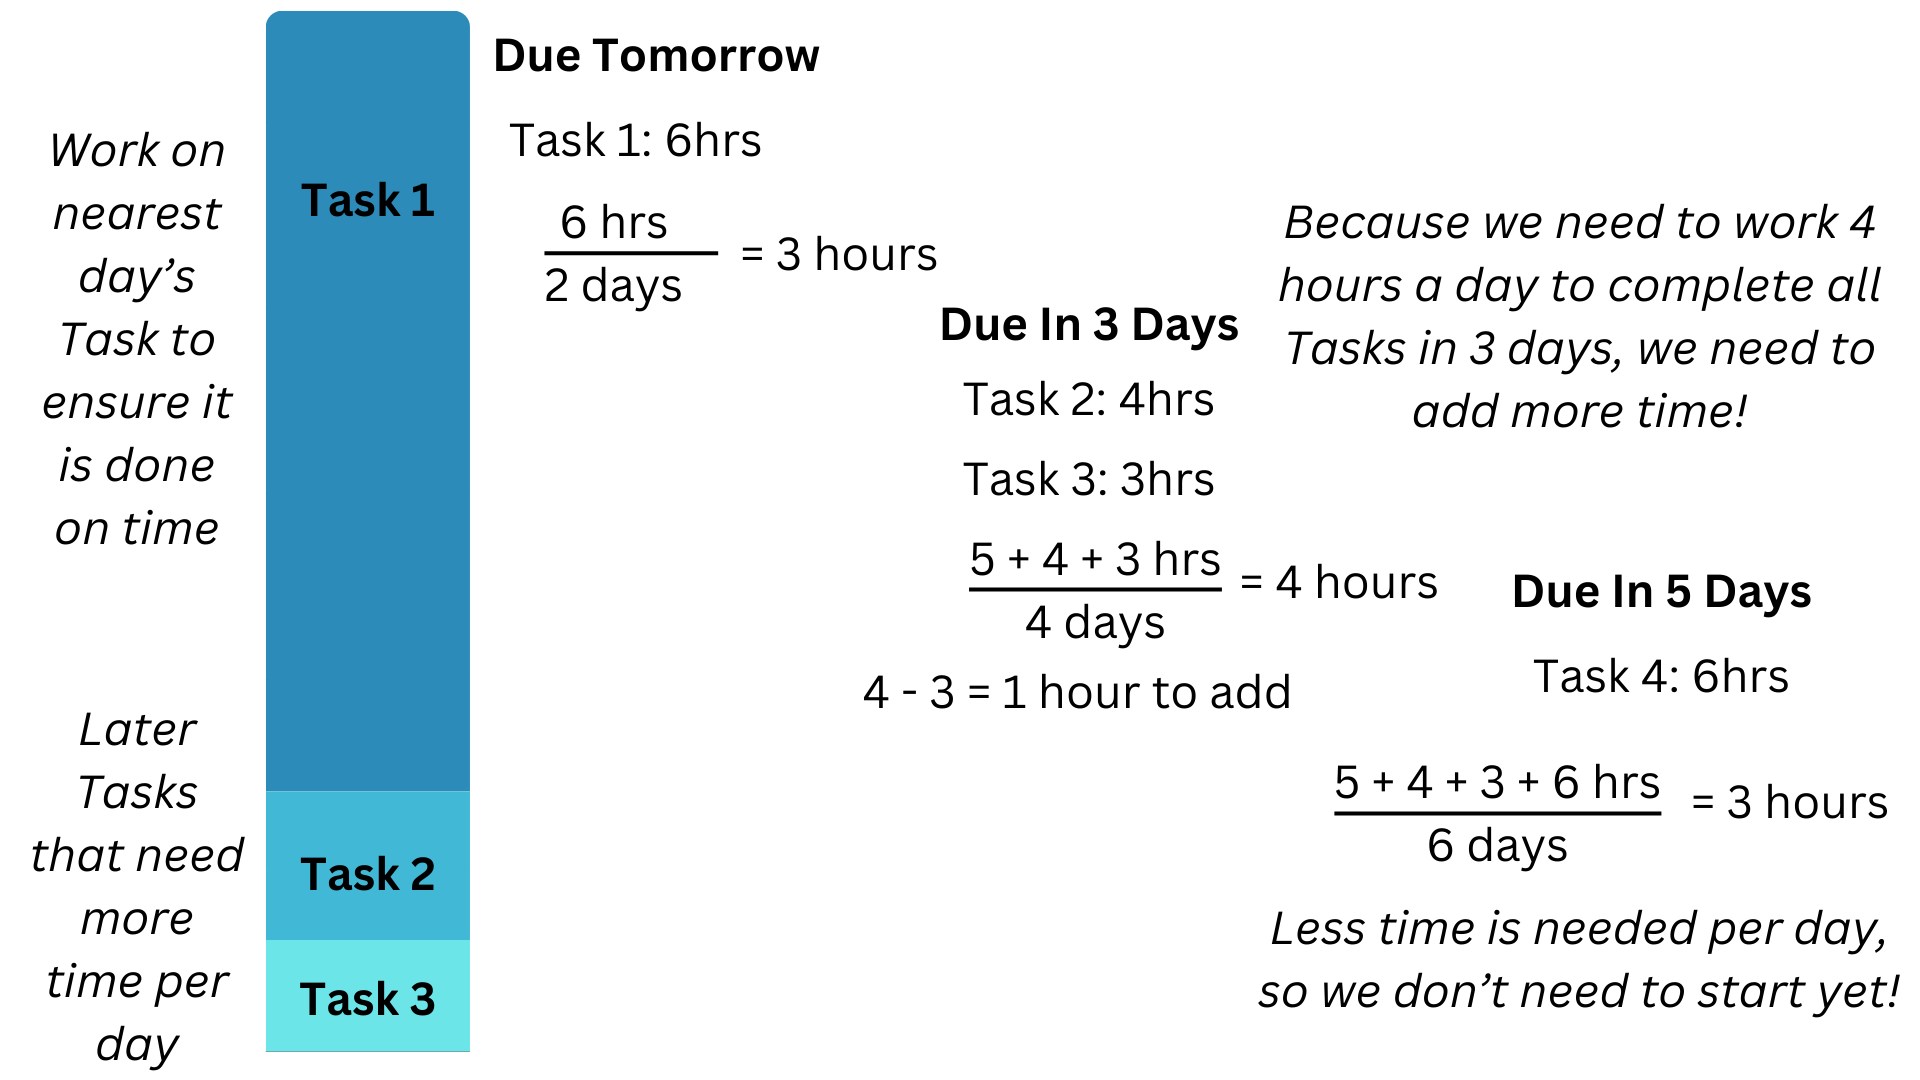 Work on
nearest
day’s
Task to
ensure it
is done
on time
Later
Tasks
that need
more
time per
day
Task 1
Task 2
Task 3
Due Tomorrow
Task 1: 6hrs
6 hrs
2 days
= 3 hours
Due In 3 Days
Task 2: 4hrs
Task 3: 3hrs
5 + 4 + 3 hrs
4 days
= 4 hours
4 - 3 = 1 hour to add
Because we need to work 4
hours a day to complete all
Tasks in 3 days, we need to
add more time!
Due In 5 Days
Task 4: 6hrs
5 + 4 + 3 + 6 hrs
6 days
= 3 hours
Less time is needed per day,
so we don’t need to start yet!